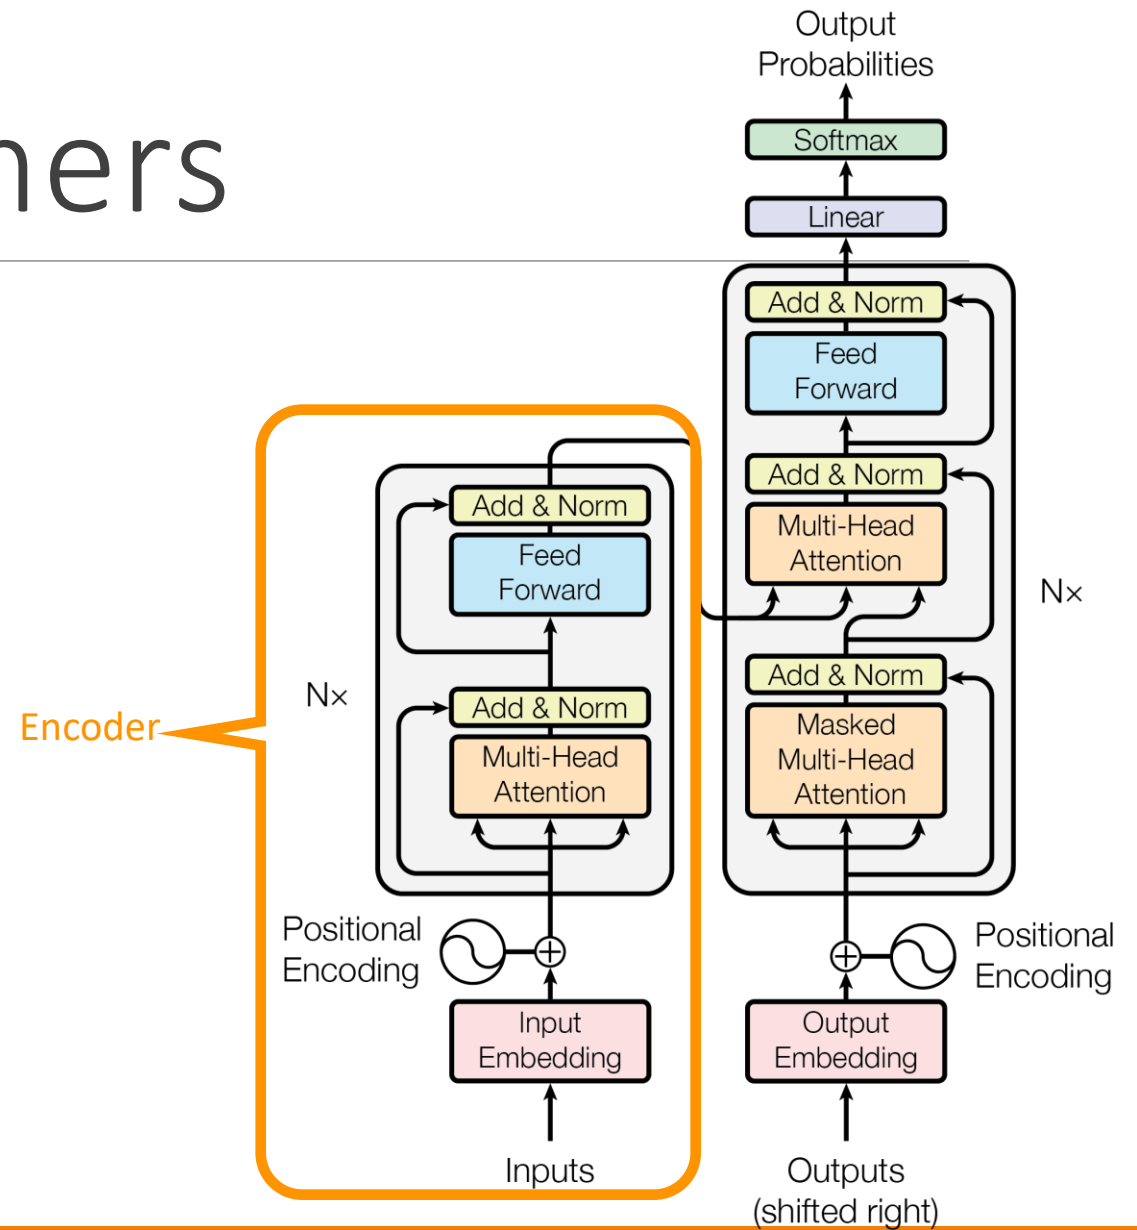 ners
Output
Probabilities
Softmax
Linear
Add & Norm
Feed
Forward
Add & Norm
Multi-Head
Attention
N×
Add & Norm
Masked
Multi-Head
Attention
Positional
Encoding
Output
Embedding
Outputs
(shifted right)
Encoder
N×
Add & Norm
Feed
Forward
Add & Norm
Multi-Head
Attention
Positional
Encoding
Input
Embedding
Inputs